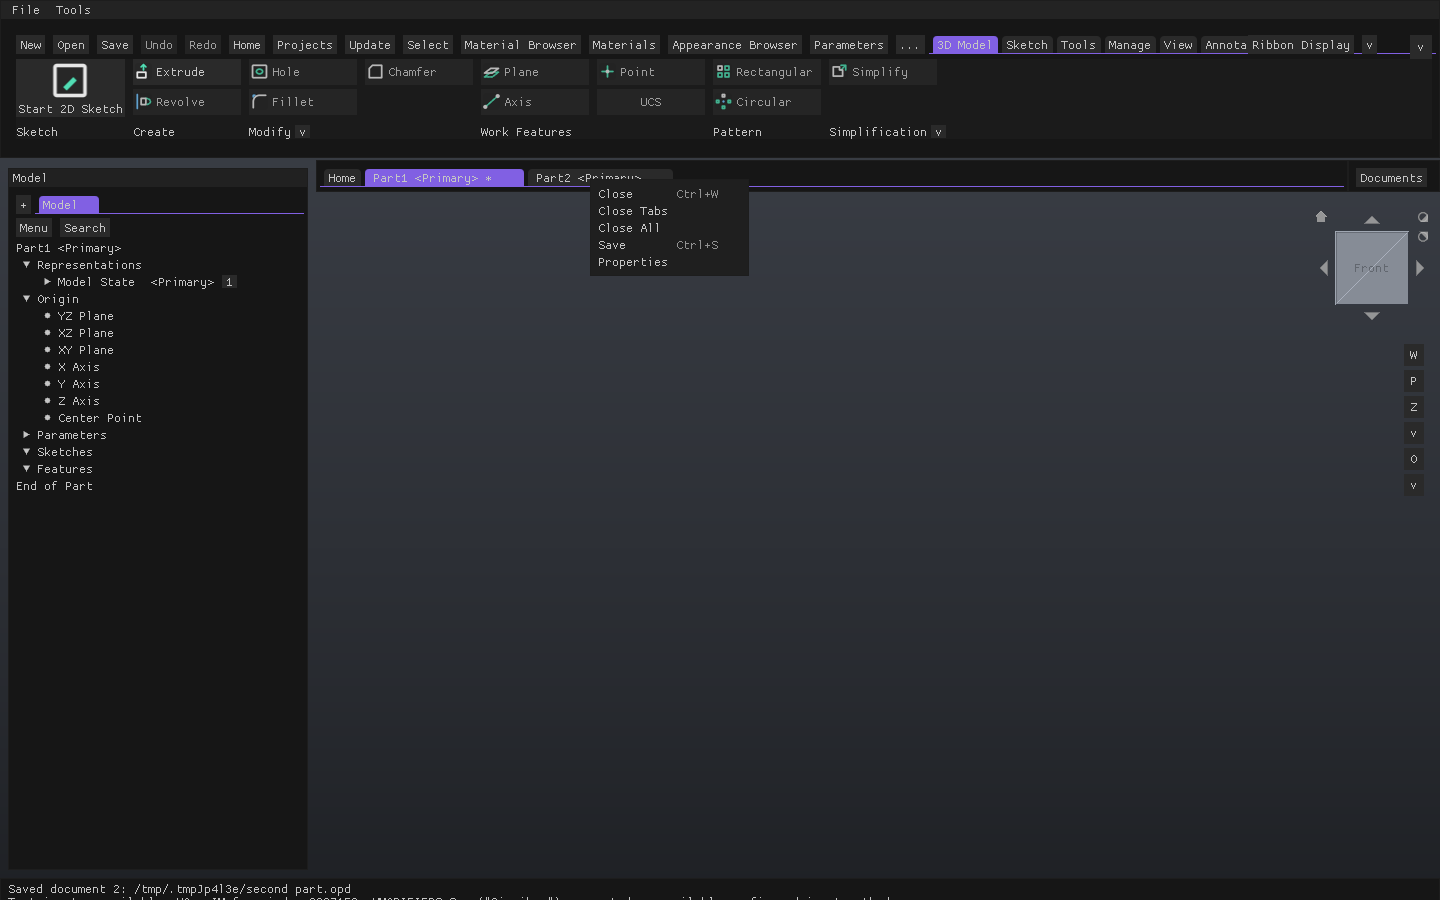 File Tools
New Open Save Undo Redo Home Projects Update Select Material Browser Materials Appearance Browser Parameters ... 3D Model Sketch Tools Manage View Annota Ribbon Display v v
Extrude Hole Chamfer Plane Point Rectangular Simplify
Start 2D Sketch Revolve Fillet Axis UCS Circular
Sketch Create Modify v Work Features Pattern Simplification v
Model
Home Part1 <Primary> * Part2 <Primary> Documents
Close Ctrl+W
Close Tabs
Close All
Save Ctrl+S
Properties
+ Model
Menu Search
Part1 <Primary>
Representations
Model State <Primary> 1
Origin
YZ Plane
XZ Plane
XY Plane
X Axis
Y Axis
Z Axis
Center Point
Parameters
Sketches
Features
End of Part
Front
W
P
Z
v
O
v
Saved document 2: /tmp/.tmpJp4l3e/second part.opd